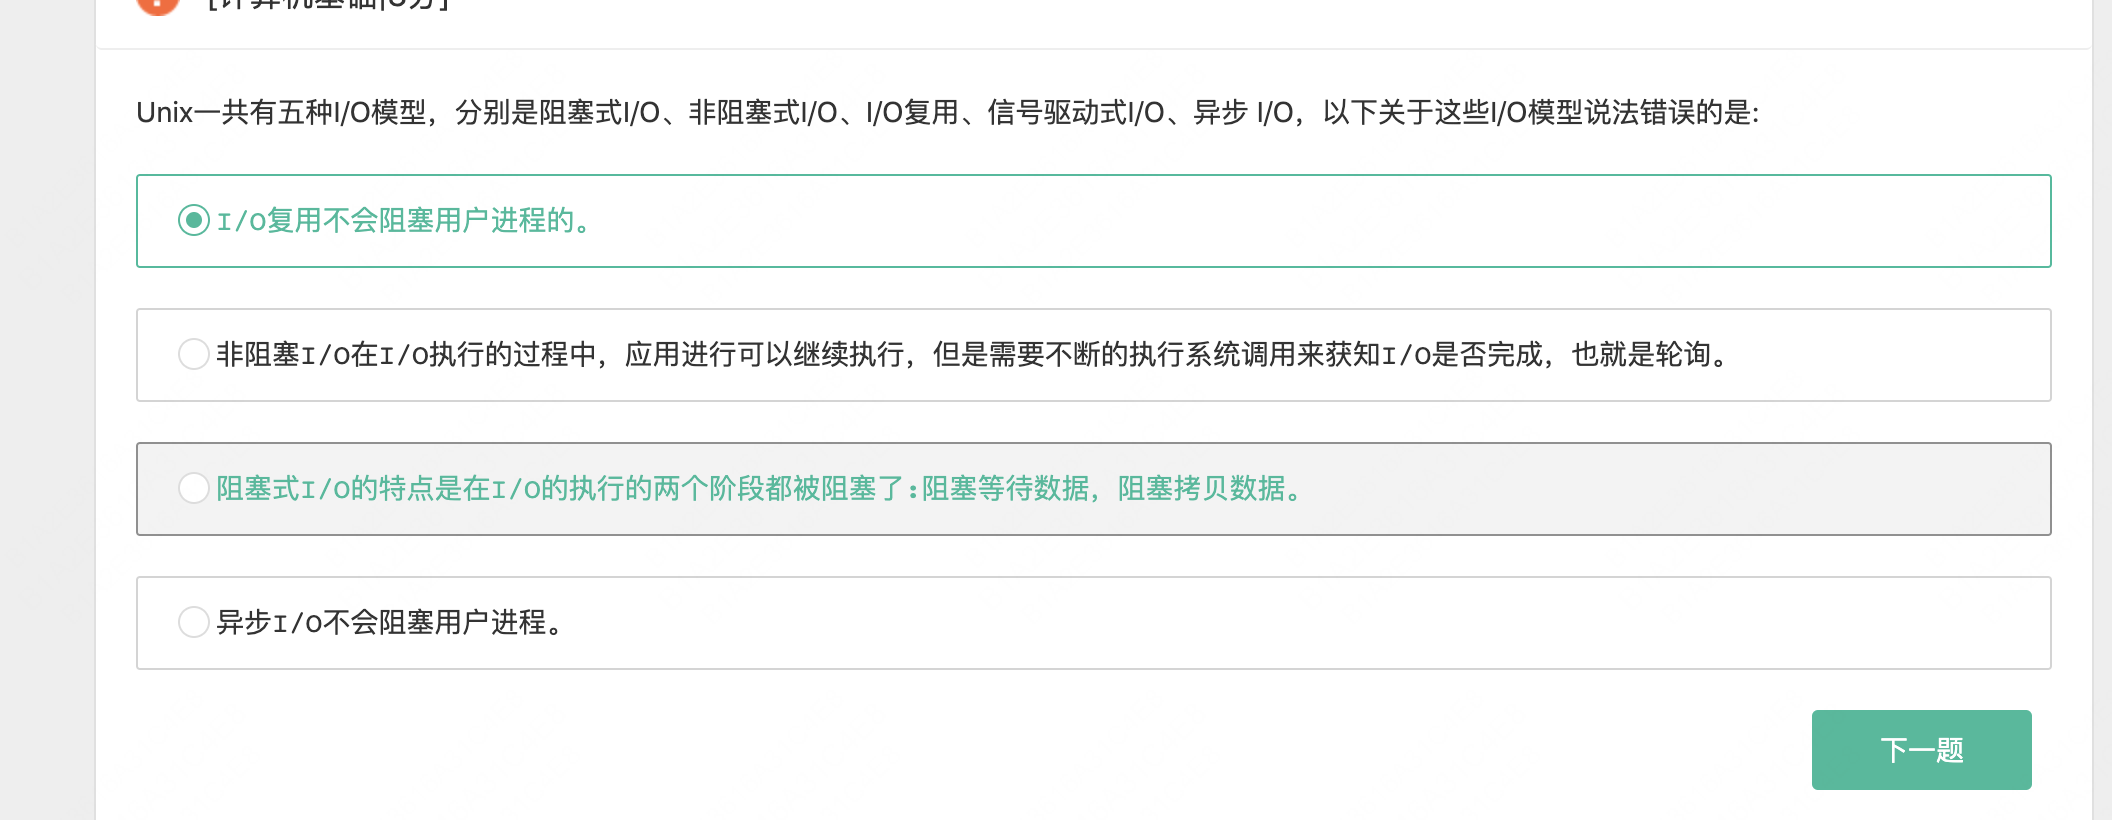 [计算机基础|6分]
Unix一共有五种I/O模型，分别是阻塞式I/O、非阻塞式I/O、I/O复用、信号驱动式I/O、异步 I/O，以下关于这些I/O模型说法错误的是:
I/O复用不会阻塞用户进程的。
非阻塞I/O在I/O执行的过程中，应用进行可以继续执行，但是需要不断的执行系统调用来获知I/O是否完成，也就是轮询。
阻塞式I/O的特点是在I/O的执行的两个阶段都被阻塞了:阻塞等待数据，阻塞拷贝数据。
异步I/O不会阻塞用户进程。
下一题